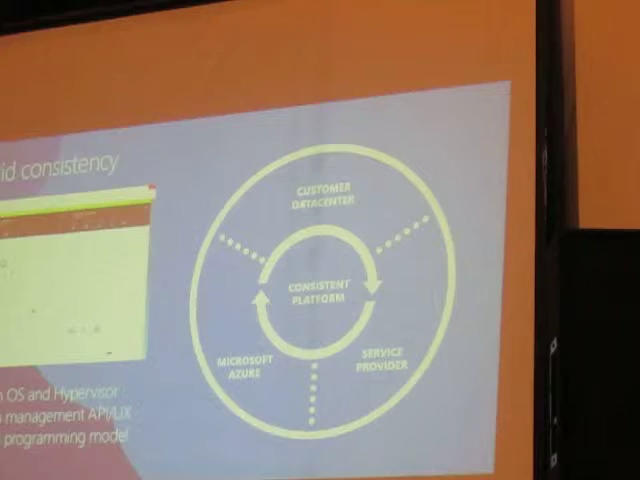 id consistency
CUSTOMER
DATACENTER
CONSISTENT
PLATFORM
MICROSOFT
AZURE
SERVICE
PROVIDER
OS and Hypervisor
management API/UX
programming model